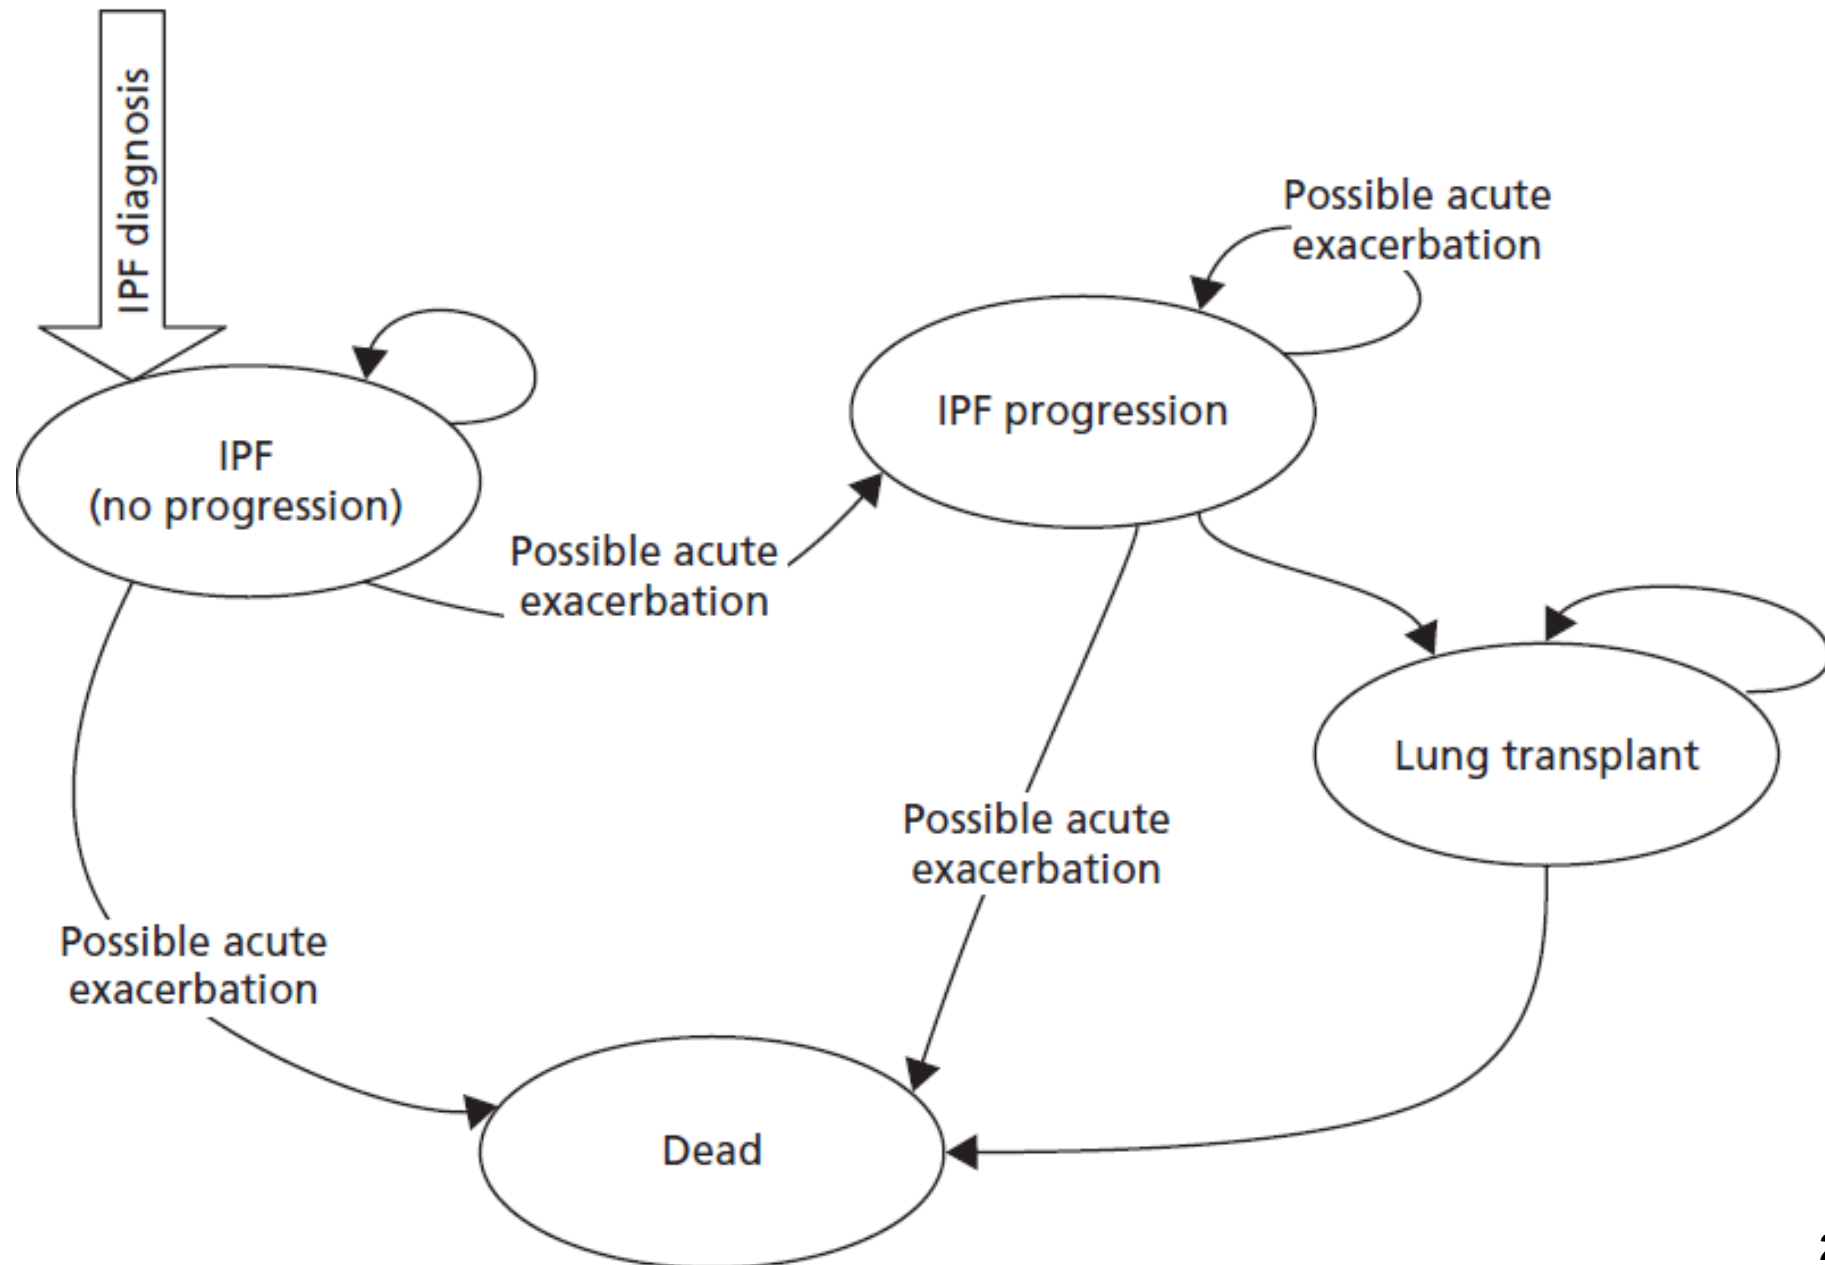 IPF diagnosis
Possible acute
exacerbation
IPF progression
IPF
(no progression)
Possible acute
exacerbation
Lung transplant
Possible acute
exacerbation
Possible acute
exacerbation
Dead